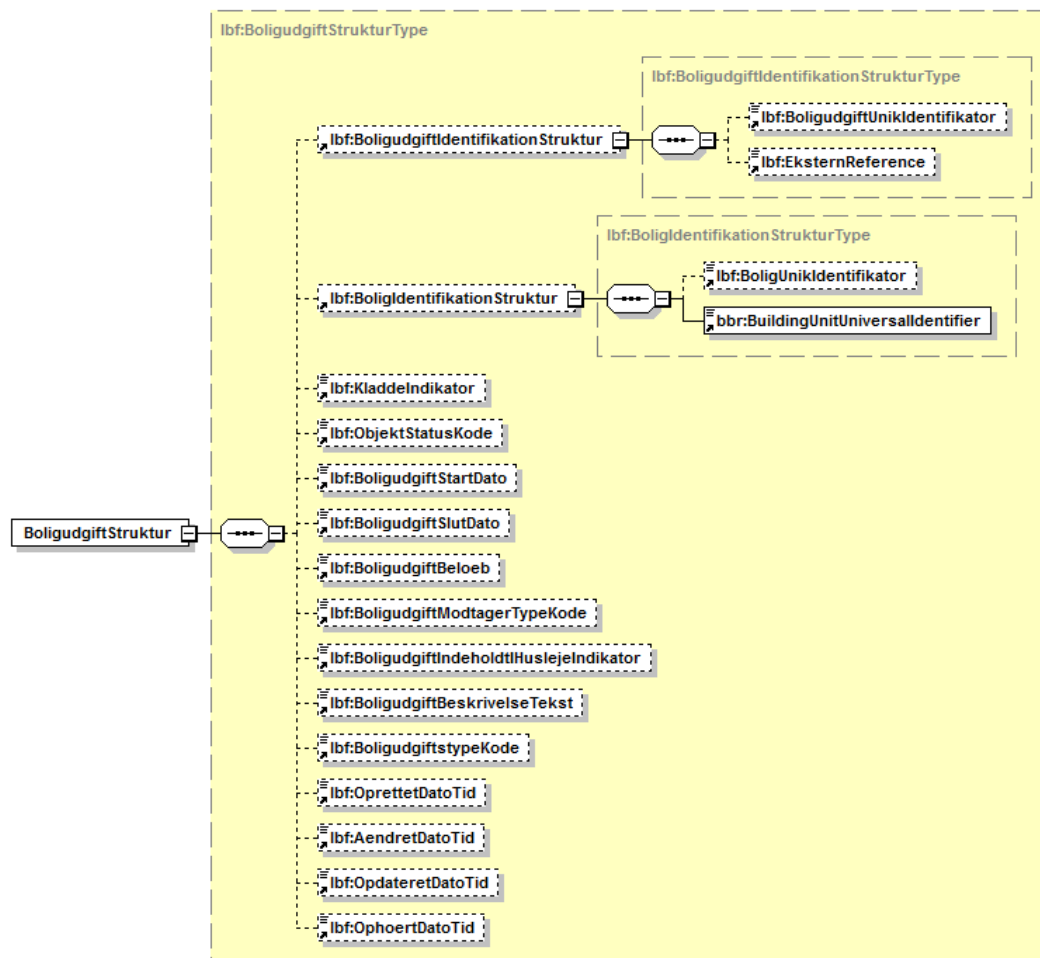 lbf:BoligudgiftStrukturType
lbf:BoligudgiftIdentifikationStrukturType
lbf:BoligudgiftUnikIdentifikator
lbf:BoligudgiftIdentifikationStruktur
lbf:EksternReference
lbf:BoligIdentifikationStrukturType
lbf:BoligUnikIdentifikator
lbf:BoligIdentifikationStruktur
bbr:BuildingUnitUniversalIdentifier
lbf:KladdeIndikator
lbf:ObjektStatusKode
lbf:BoligudgiftStartDato
lbf:BoligudgiftSlutDato
BoligudgiftStruktur
lbf:BoligudgiftBeloeb
lbf:BoligudgiftModtagerTypeKode
lbf:BoligudgiftIndeholdtIHuslejeIndikator
lbf:BoligudgiftBeskrivelseTekst
lbf:BoligudgiftstypeKode
lbf:OprettetDatoTid
lbf:AendretDatoTid
lbf:OpdateretDatoTid
lbf:OphoertDatoTid